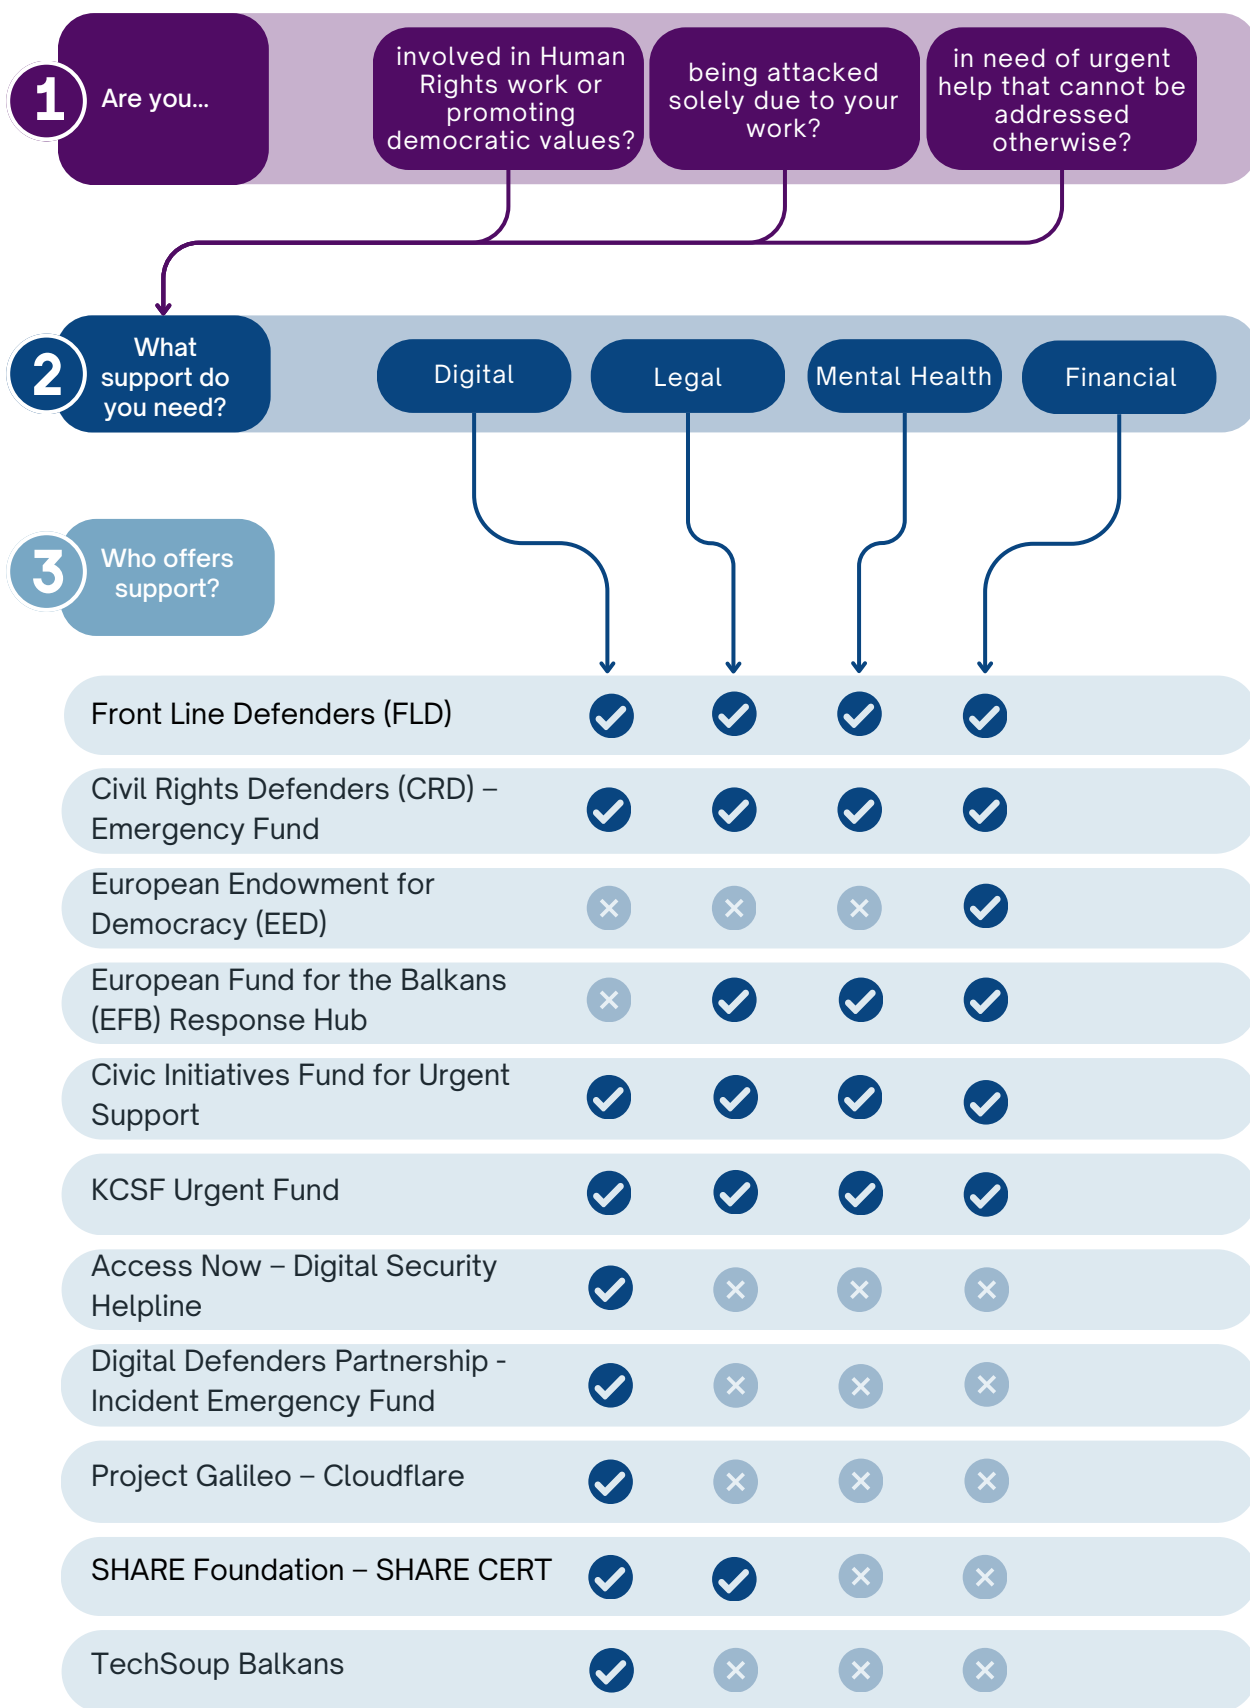 1
Are you...
involved in Human
Rights work or
promoting
democratic values?
being attacked
solely due to your
work?
in need of urgent
help that cannot be
addressed
otherwise?
2
What
support do
you need?
Digital
Legal
Mental Health
Financial
3
Who offers
support?
Front Line Defenders (FLD)
Civil Rights Defenders (CRD) –
Emergency Fund
European Endowment for
Democracy (EED)
European Fund for the Balkans
(EFB) Response Hub
Civic Initiatives Fund for Urgent
Support
KCSF Urgent Fund
Access Now – Digital Security
Helpline
Digital Defenders Partnership -
Incident Emergency Fund
Project Galileo – Cloudflare
SHARE Foundation – SHARE CERT
TechSoup Balkans